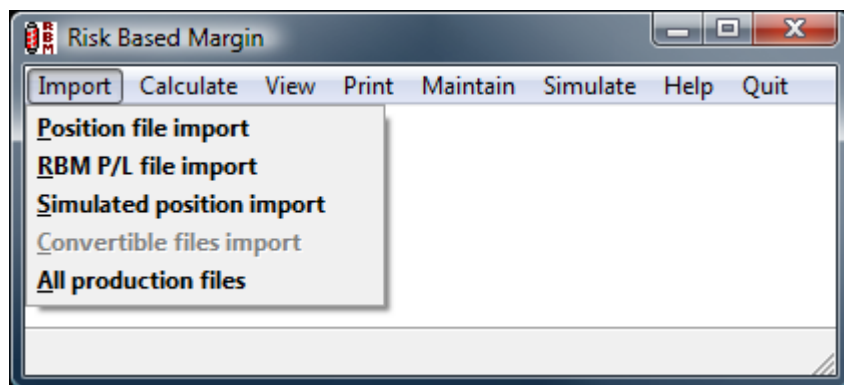 RBM Risk Based Margin
Import Calculate View Print Maintain Simulate Help Quit
Position file import
RBM P/L file import
Simulated position import
Convertible files import
All production files